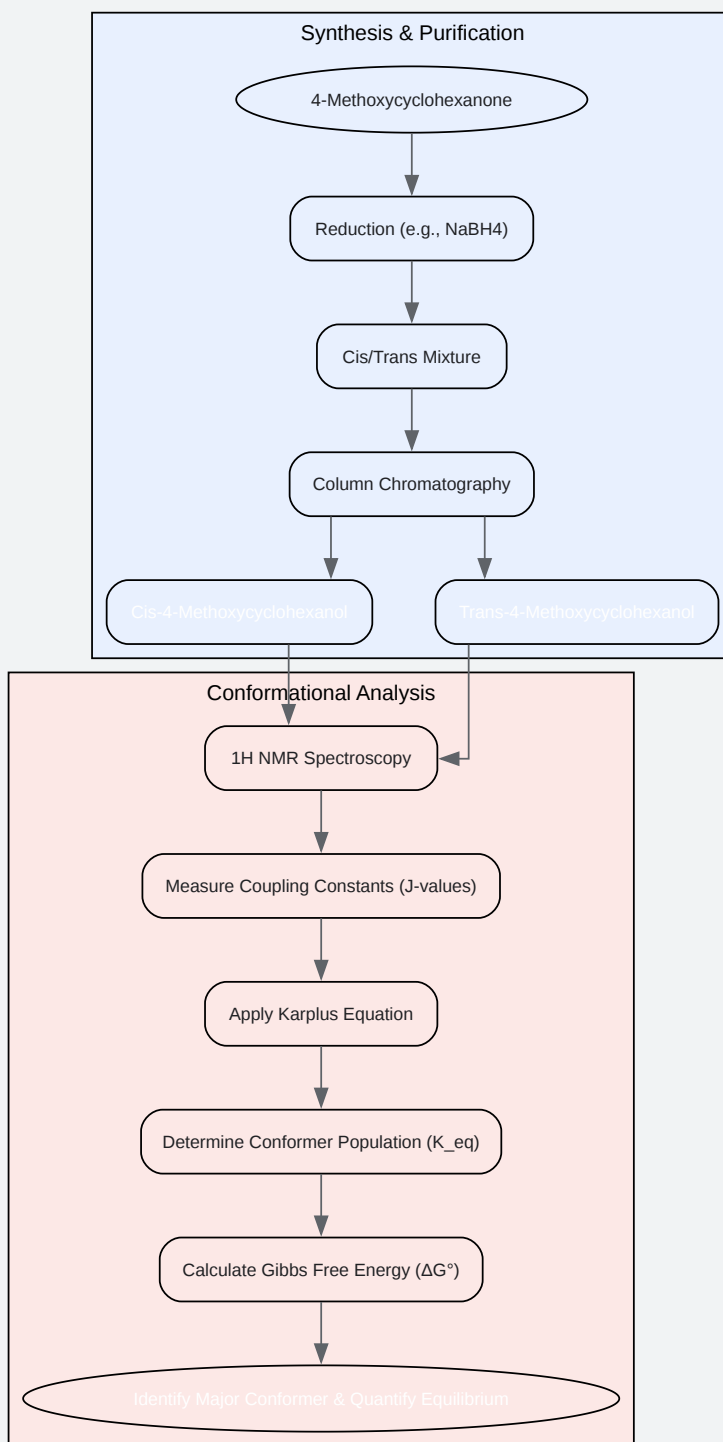 Synthesis & Purification
4-Methoxycyclohexanone
Reduction (e.g., NaBH4)
Cis/Trans Mixture
Column Chromatography
Cis-4-Methoxycyclohexanol
Trans-4-Methoxycyclohexanol
Conformational Analysis
1H NMR Spectroscopy
Measure Coupling Constants (J-values)
Apply Karplus Equation
Determine Conformer Population (K_eq)
Calculate Gibbs Free Energy (ΔG°)
Identify Major Conformer & Quantify Equilibrium